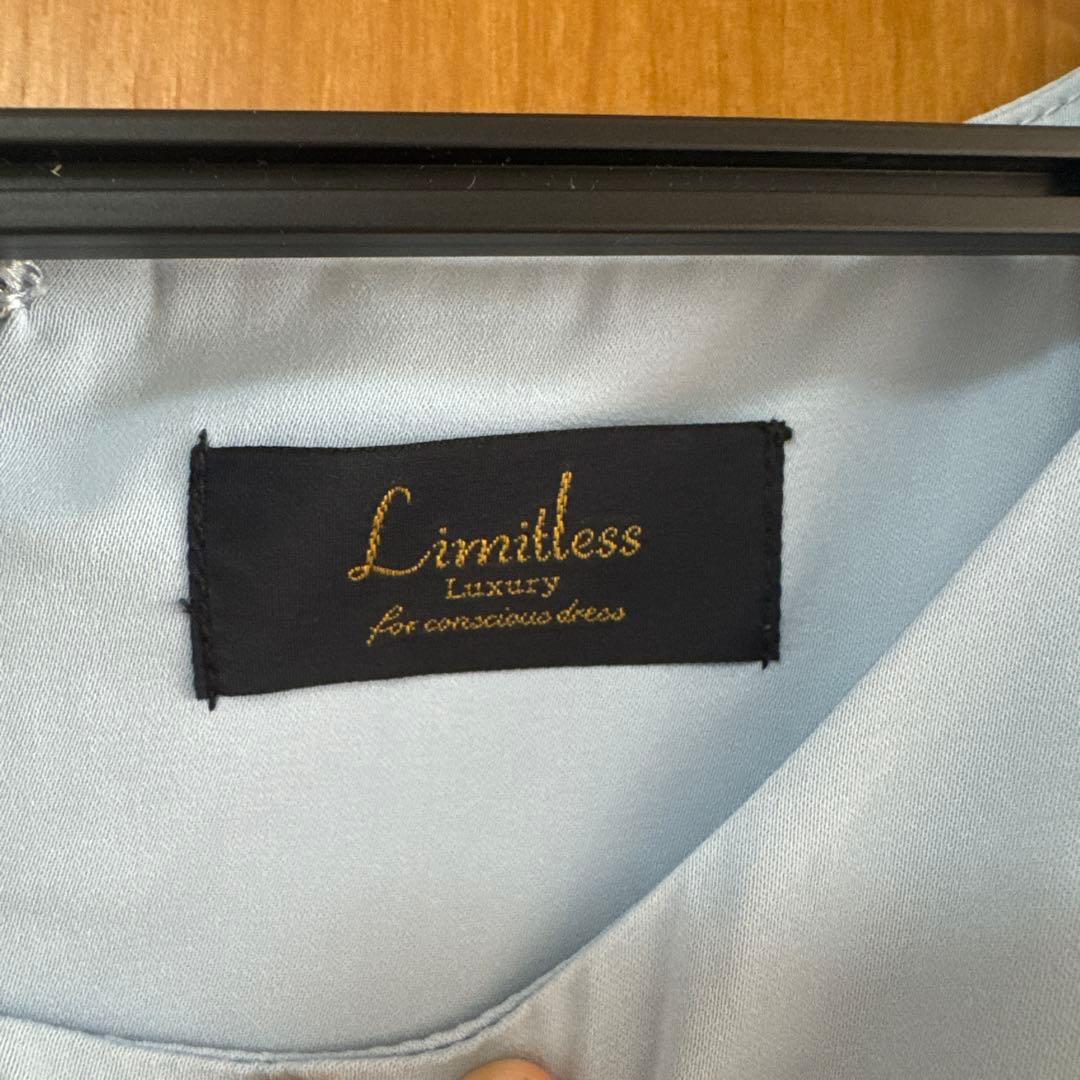 Limitless
Luxury
for conscious dress